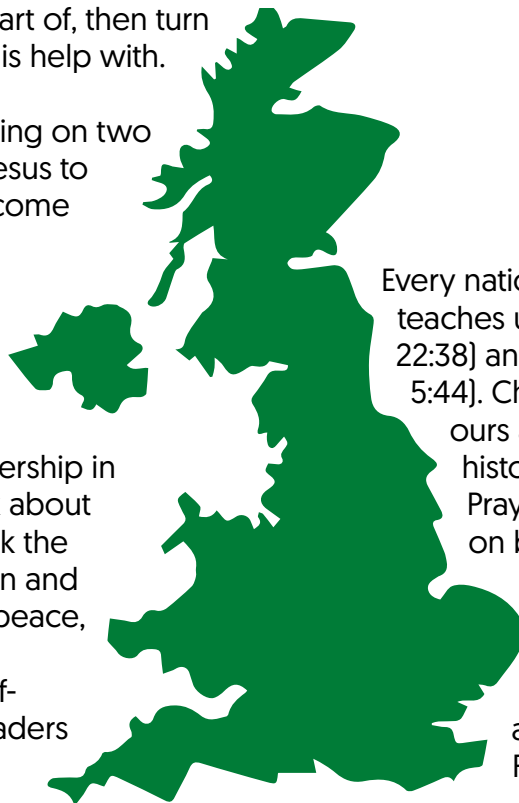 art of, then turn
is help with.
ing on two
esus to
come
ership in
about
k the
n and
peace,
f-
aders
Every natio
teaches u
22:38) an
5:44). Ch
ours
histo
Pray
on b
a
F